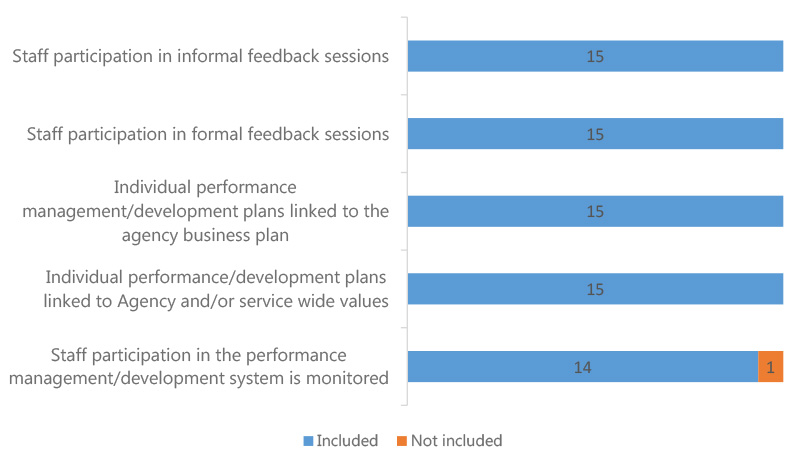 Staff participation in informal feedback sessions
15
Staff participation in formal feedback sessions
15
Individual performance
management/development plans linked to the
agency business plan
15
Individual performance/development plans
linked to Agency and/or service wide values
15
Staff participation in the performance
management/development system is monitored
14
1
Included
Not included